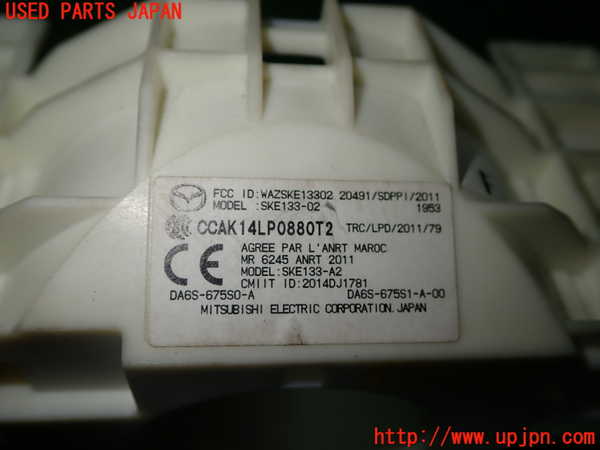 USED PARTS JAPAN
FCC ID:WAZSKE13302 20491/SDPPI/2011
MODEL :SKE133-02 1953
CCAK14LP0880T2 TRC/LPD/2011/79
AGREE PAR L'ANRT MAROC
MR 6245 ANRT 2011
MODEL:SKE133-A2
CMIIT ID:2014DJ1781
CE
DA6S-675S0-A DA6S-675S1-A-00
MITSUBISHI ELECTRIC CORPORATION.JAPAN
http://www.upjpn.com